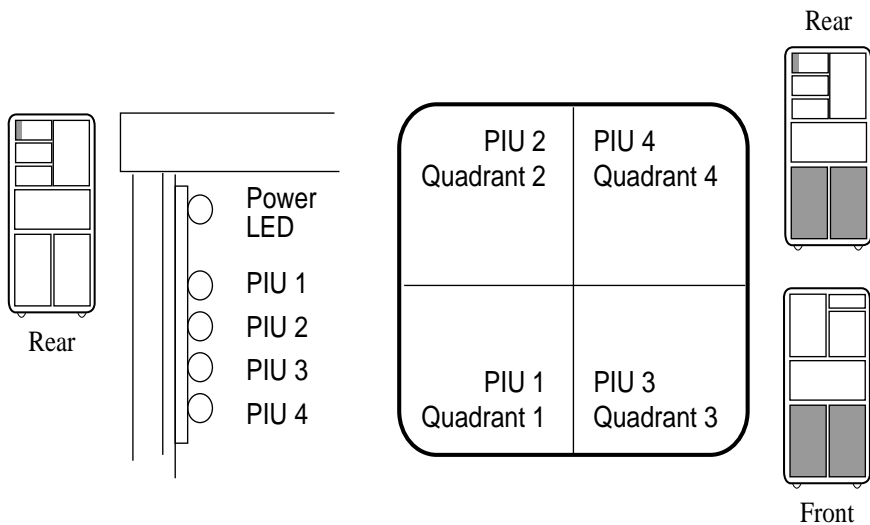 Rear
Power
LED
PIU 1
PIU 2
PIU 3
PIU 4
Rear
PIU 2
Quadrant 2
PIU 4
Quadrant 4
PIU 1
Quadrant 1
PIU 3
Quadrant 3
Rear
Front